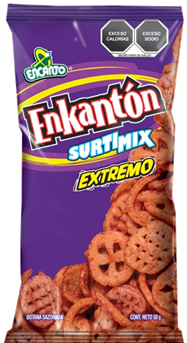 EXCESO
CALORÍAS
EXCESO
SODIO
ENCANTO
Enkantón
SURTIMIX
EXTREMO
BOTANA SAZONADA
CONT. NETO 50 g